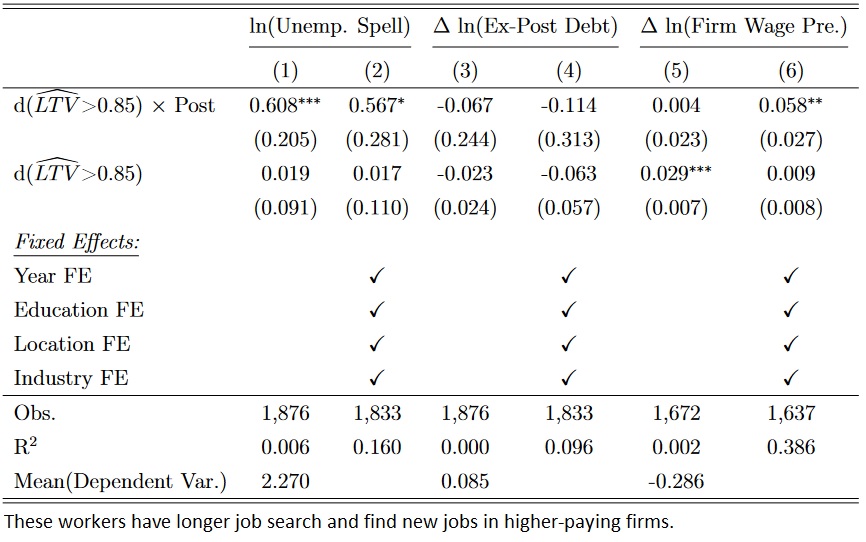 ln(Unemp. Spell) Δ ln(Ex-Post Debt) Δ ln(Firm Wage Pre.)
(1) (2) (3) (4) (5) (6)
d(\widehat{LTV}>0.85) × Post 0.608*** 0.567* -0.067 -0.114 0.004 0.058**
(0.205) (0.281) (0.244) (0.313) (0.023) (0.027)
d(\widehat{LTV}>0.85) 0.019 0.017 -0.023 -0.063 0.029*** 0.009
(0.091) (0.110) (0.024) (0.057) (0.007) (0.008)
Fixed Effects:
Year FE ✓ ✓ ✓
Education FE ✓ ✓ ✓
Location FE ✓ ✓ ✓
Industry FE ✓ ✓ ✓
Obs. 1,876 1,833 1,876 1,833 1,672 1,637
R² 0.006 0.160 0.000 0.096 0.002 0.386
Mean(Dependent Var.) 2.270 0.085 -0.286
These workers have longer job search and find new jobs in higher-paying firms.